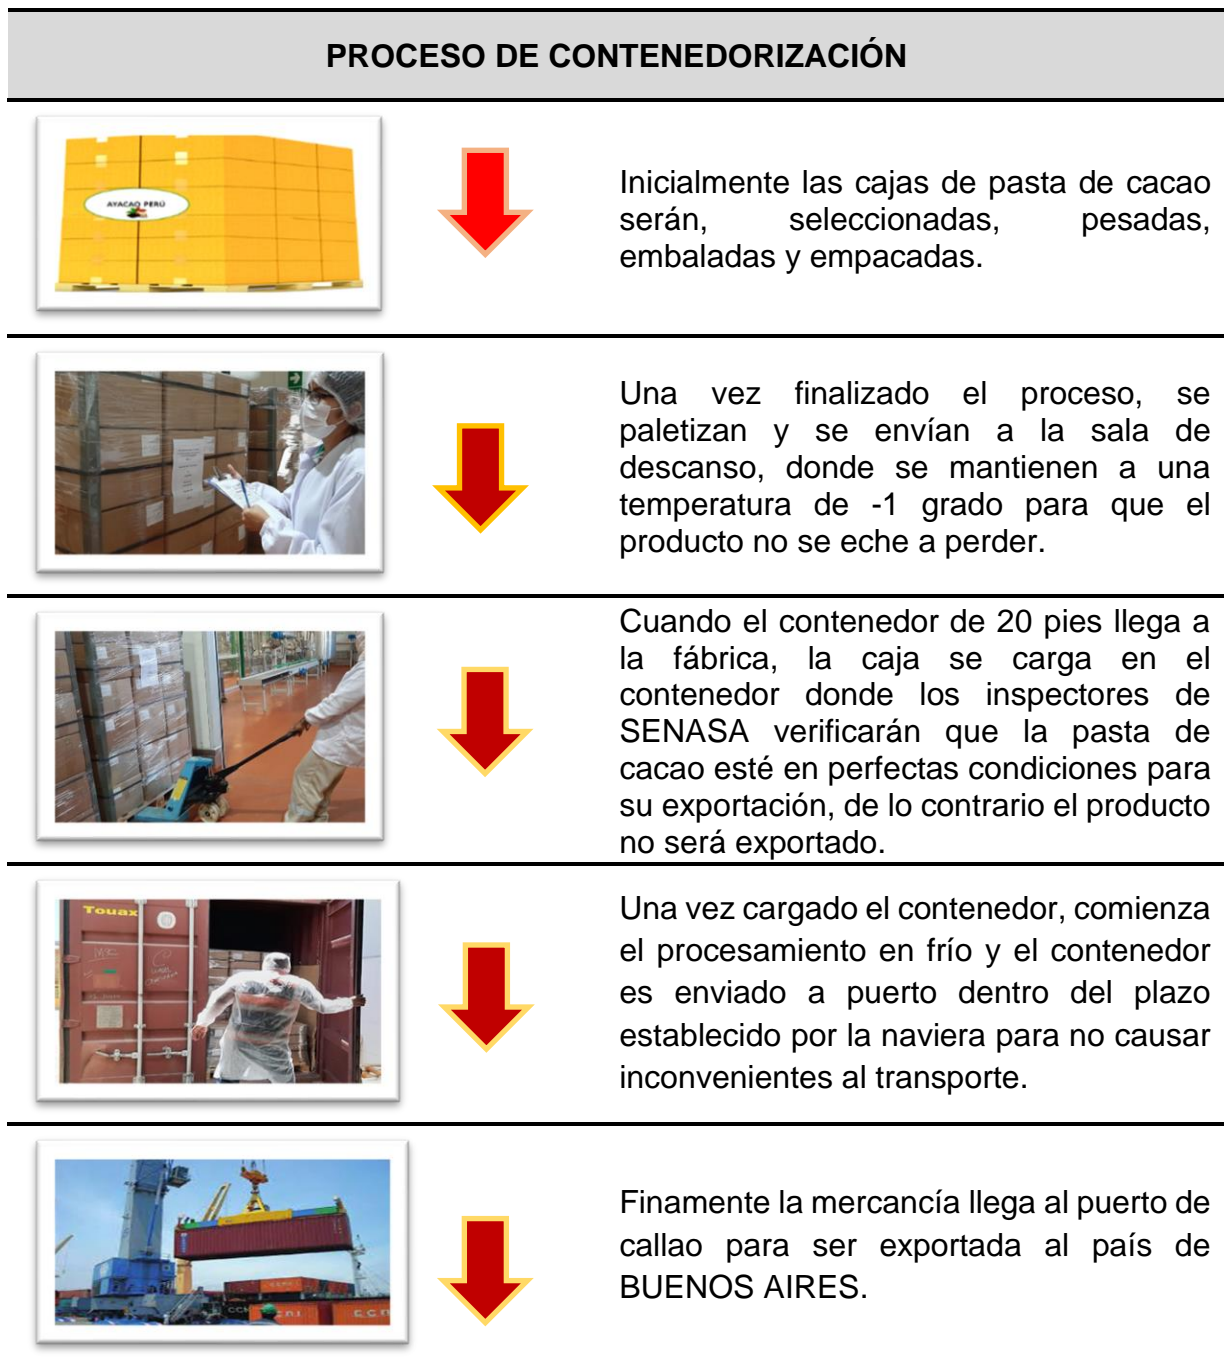 PROCESO DE CONTENEDORIZACIÓN
AYACAO PERÚ
Inicialmente las cajas de pasta de cacao
serán, seleccionadas, pesadas,
embaladas y empacadas.
Una vez finalizado el proceso, se
paletizan y se envían a la sala de
descanso, donde se mantienen a una
temperatura de -1 grado para que el
producto no se eche a perder.
Cuando el contenedor de 20 pies llega a
la fábrica, la caja se carga en el
contenedor donde los inspectores de
SENASA verificarán que la pasta de
cacao esté en perfectas condiciones para
su exportación, de lo contrario el producto
no será exportado.
Touax
Una vez cargado el contenedor, comienza
el procesamiento en frío y el contenedor
es enviado a puerto dentro del plazo
establecido por la naviera para no causar
inconvenientes al transporte.
Finamente la mercancía llega al puerto de
callao para ser exportada al país de
BUENOS AIRES.